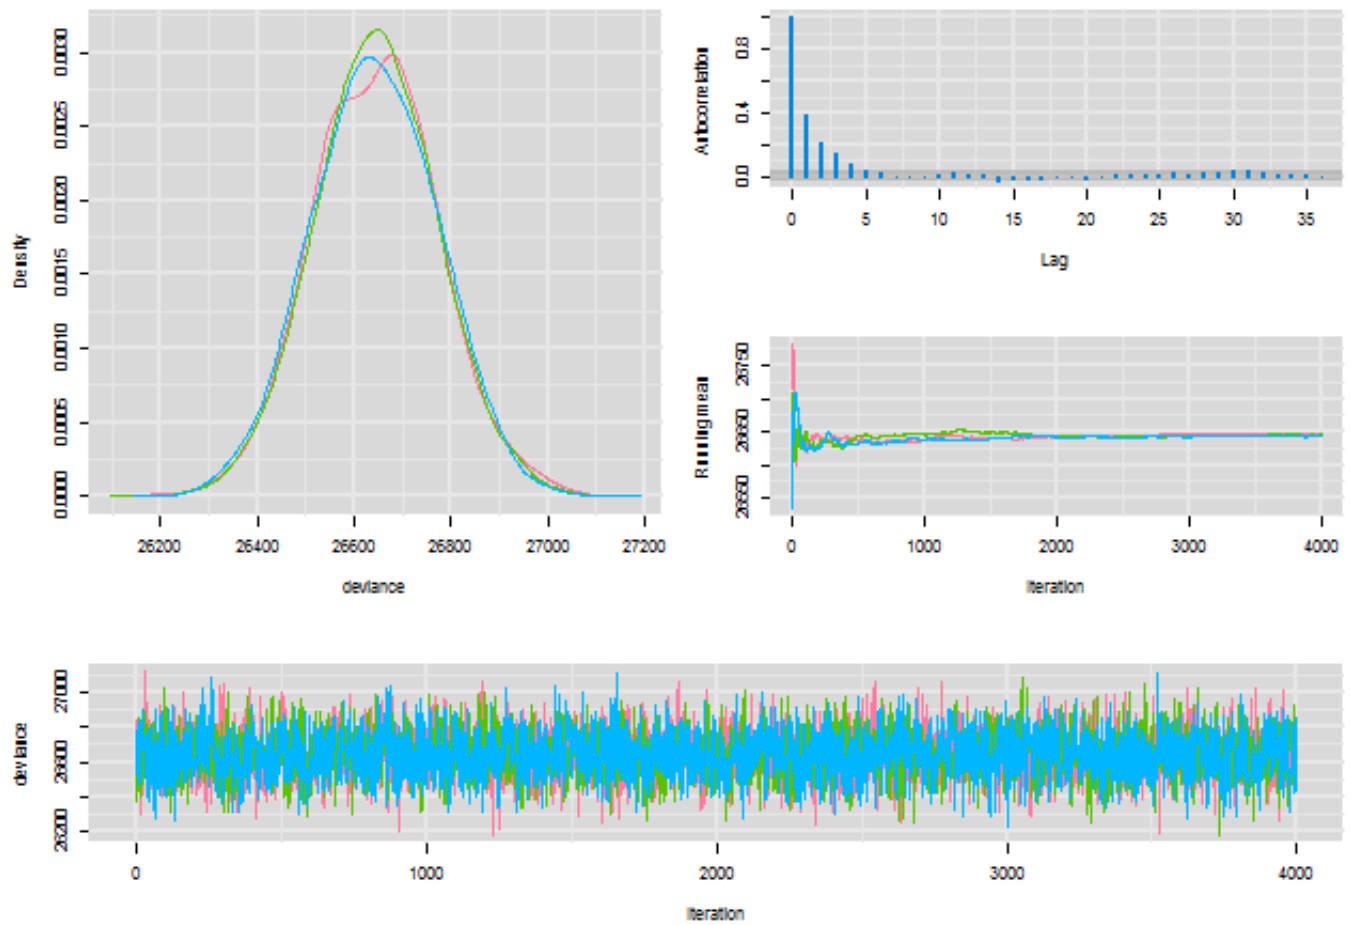 Density
0.0000 0.0005 0.0010 0.0015 0.0020 0.0025 0.0030
26200 26400 26600 26800 27000 27200
deviance
Autocorrelation
0.0 0.4 0.8
0 5 10 15 20 25 30 35
Lag
Running mean
26550 26650 26750
0 1000 2000 3000 4000
Iteration
deviance
26200 26600 27000
0 1000 2000 3000 4000
Iteration